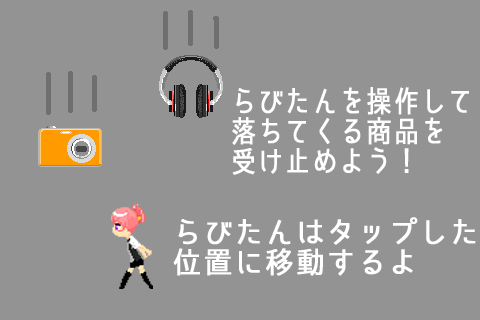 らびたんを操作して
落ちてくる商品を
受け止めよう！
らびたんはタップした
位置に移動するよ